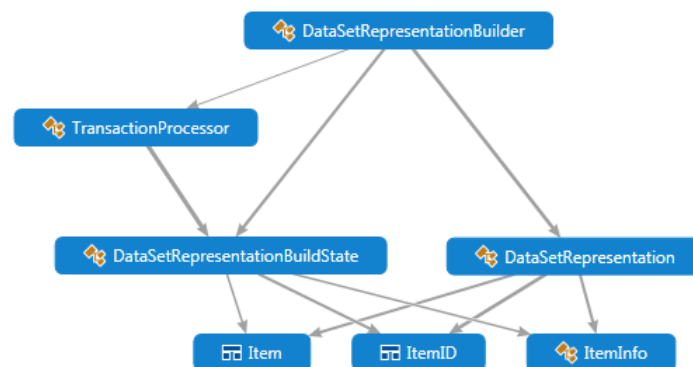 DataSetRepresentationBuilder
TransactionProcessor
DataSetRepresentationBuildState
DataSetRepresentation
Item
ItemID
ItemInfo